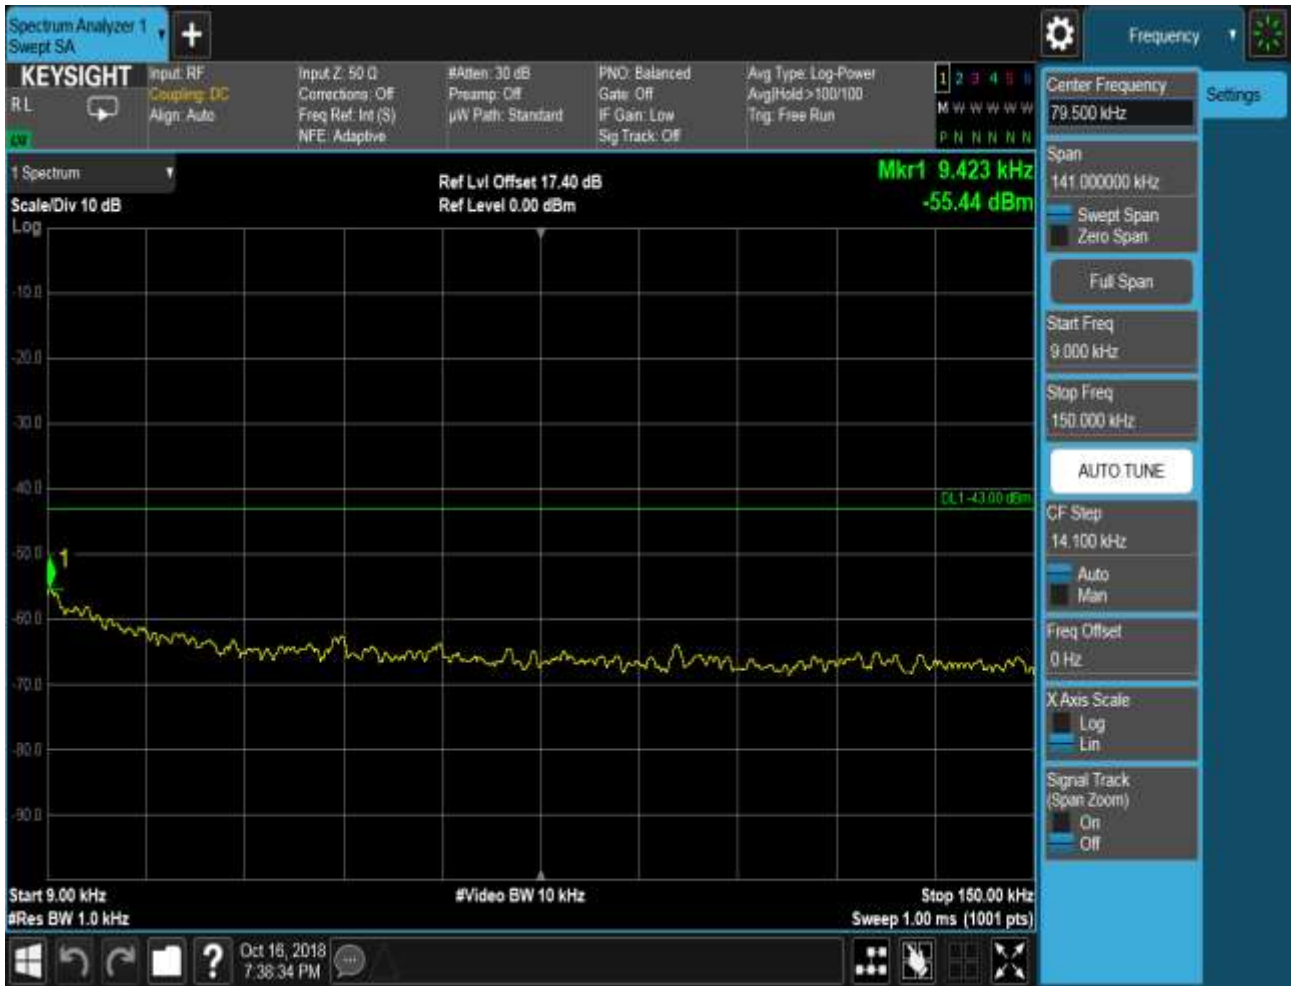 Spectrum Analyzer 1
Swept SA
Frequency
KEYSIGHT
R L
Input: RF
Coupling: DC
Align: Auto
Input Z: 50 Ω
Corrections: Off
Freq Ref: Int (S)
NFE: Adaptive
#Atten: 30 dB
Preamp: Off
µW Path: Standard
PNO: Balanced
Gate: Off
IF Gain: Low
Sig Track: Off
Avg Type: Log-Power
Avg|Hold:>100/100
Trig: Free Run
1 2 3 4 5 6
M W W W W W
P N N N N N
1 Spectrum
Scale/Div 10 dB
Log
Ref Lvl Offset 17.40 dB
Ref Level 0.00 dBm
Mkr1 9.423 kHz
-55.44 dBm
-10.0
-20.0
-30.0
-40.0
DL1 -43.00 dBm
-50.0
1
-60.0
-70.0
-80.0
-90.0
Start 9.00 kHz
#Res BW 1.0 kHz
#Video BW 10 kHz
Stop 150.00 kHz
Sweep 1.00 ms (1001 pts)
Center Frequency
79.500 kHz
Settings
Span
141.000000 kHz
Swept Span
Zero Span
Full Span
Start Freq
9.000 kHz
Stop Freq
150.000 kHz
AUTO TUNE
CF Step
14.100 kHz
Auto
Man
Freq Offset
0 Hz
X Axis Scale
Log
Lin
Signal Track
(Span Zoom)
On
Off
?
Oct 16, 2018
7:38:34 PM